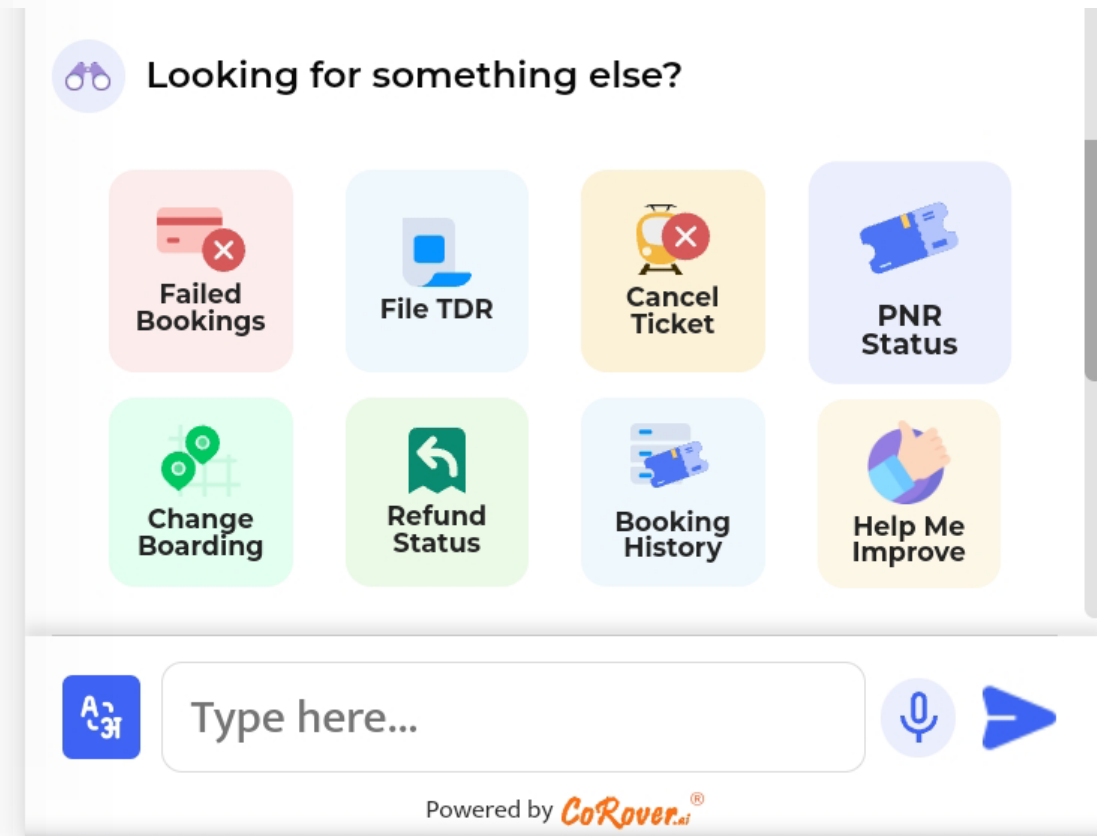 Looking for something else?
Failed
Bookings
File TDR
Cancel
Ticket
PNR
Status
Change
Boarding
Refund
Status
Booking
History
Help Me
Improve
A अ
Type here...
Powered by CoRover.ai®